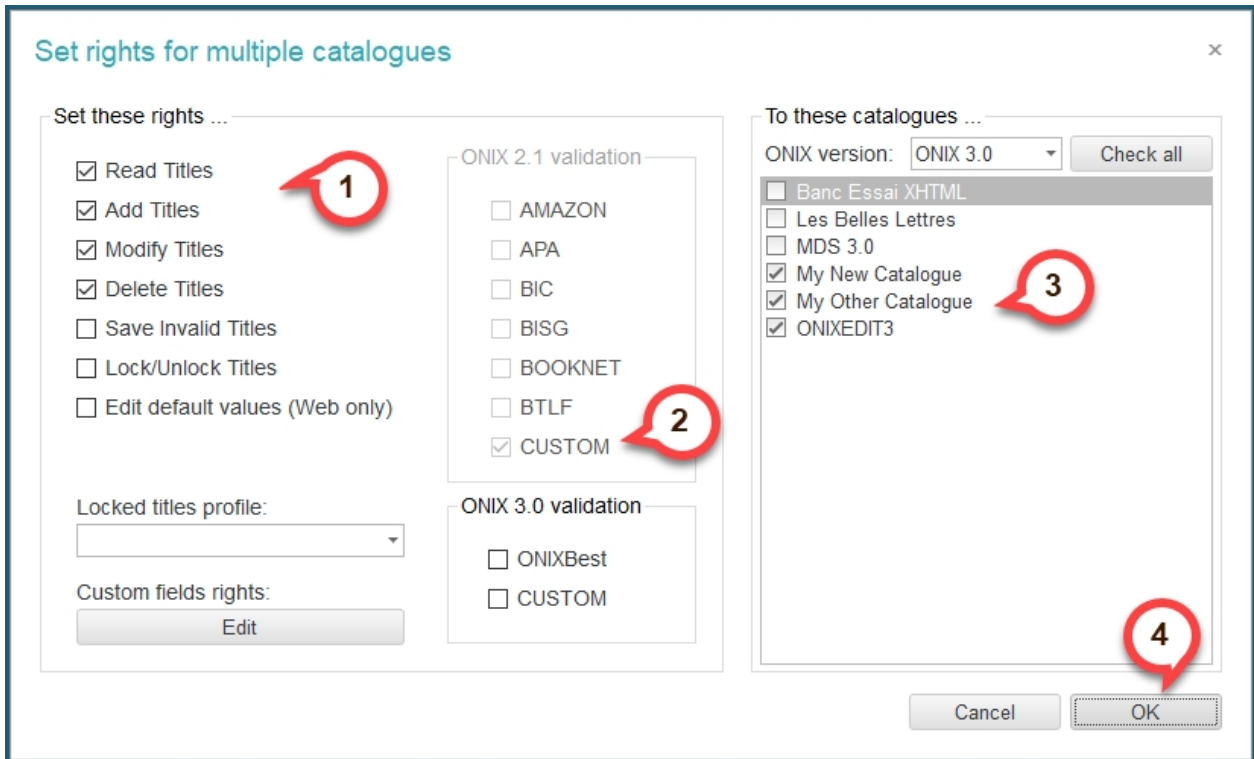 Set rights for multiple catalogues
×
Set these rights ...
Read Titles
Add Titles
Modify Titles
Delete Titles
Save Invalid Titles
Lock/Unlock Titles
Edit default values (Web only)
1
Locked titles profile:
Custom fields rights:
Edit
ONIX 2.1 validation
AMAZON
APA
BIC
BISG
BOOKNET
BTLF
CUSTOM
2
ONIX 3.0 validation
ONIXBest
CUSTOM
To these catalogues ...
ONIX version: ONIX 3.0 Check all
Banc Essai XHTML
Les Belles Lettres
MDS 3.0
My New Catalogue
My Other Catalogue
ONIXEDIT3
3
4
Cancel OK